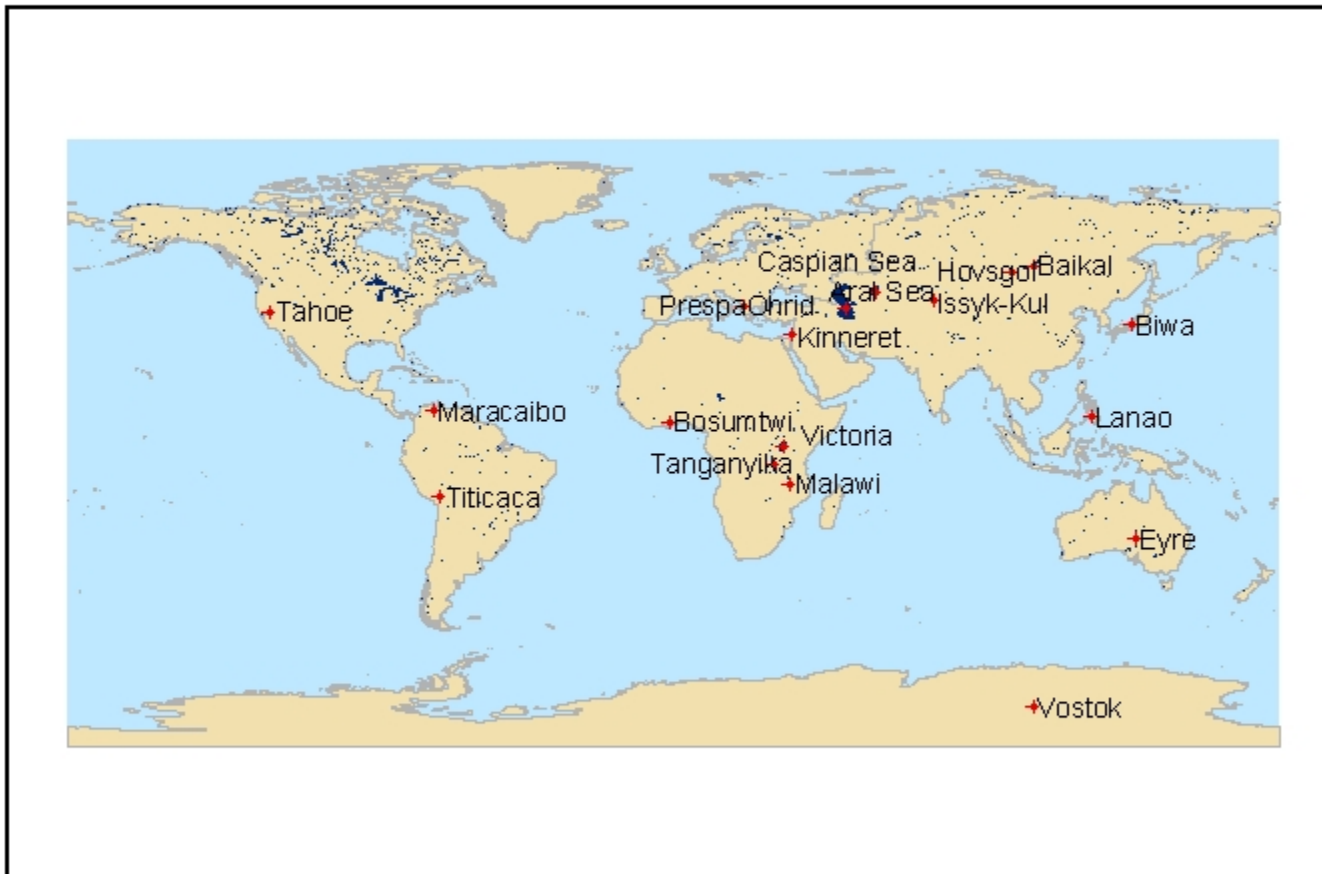 Caspian Sea
Hovsgol
Baikal
Aral Sea
Issyk-Kul
Prespa
Ohrid
Tahoe
Biwa
Kinneret
Maracaibo
Bosumtwi
Lanao
Victoria
Tanganyika
Malawi
Titicaca
Eyre
Vostok